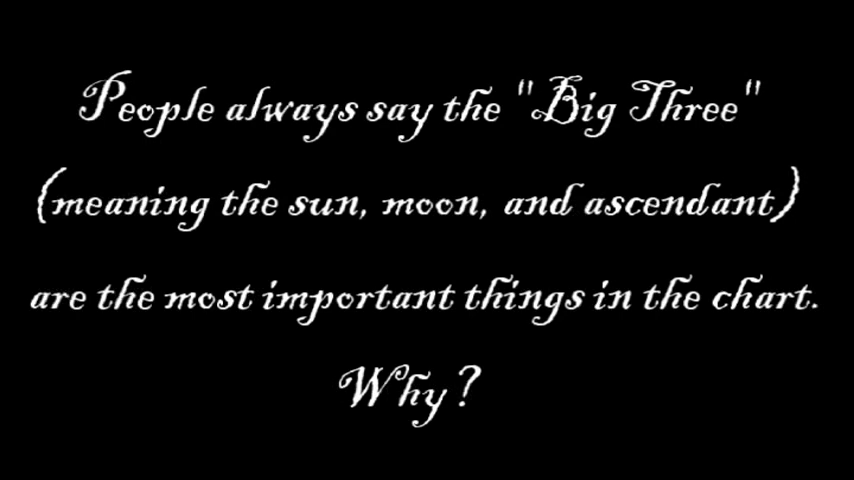 People always say the "Big Three"
(meaning the sun, moon, and ascendant)
are the most important things in the chart.
Why?